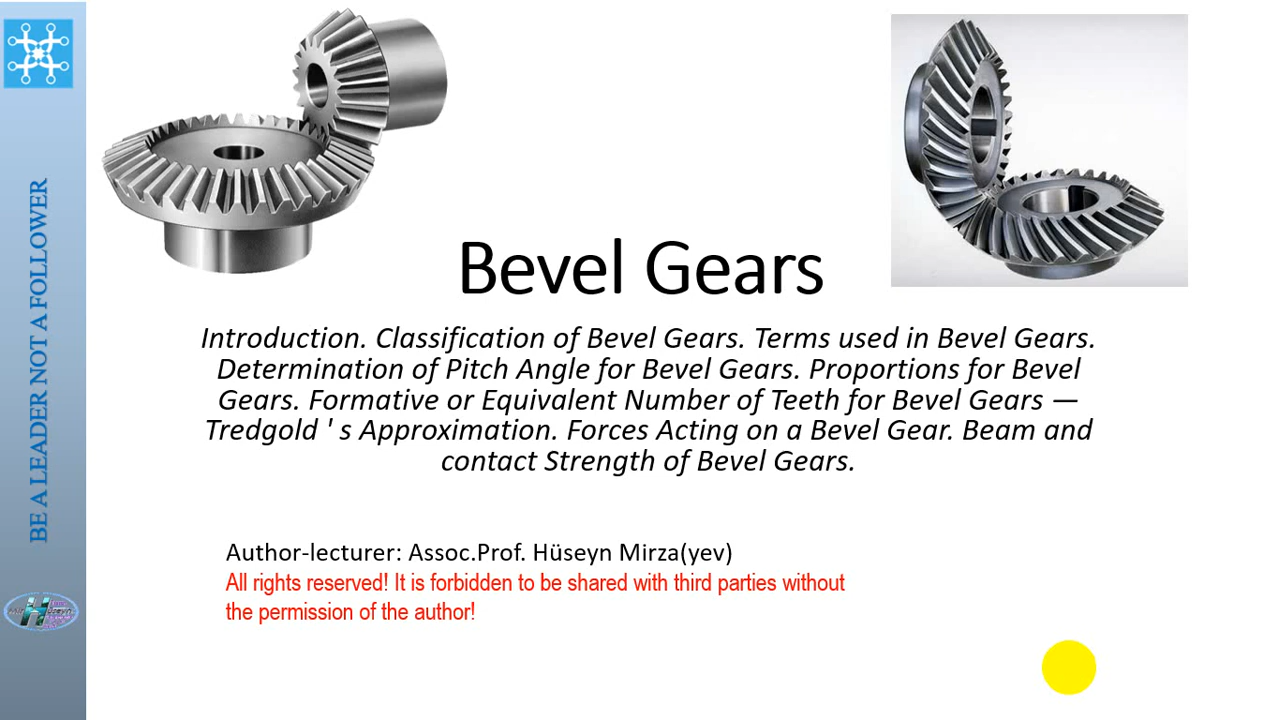 BE A LEADER NOT A FOLLOWER
Bevel Gears
Introduction. Classification of Bevel Gears. Terms used in Bevel Gears.
Determination of Pitch Angle for Bevel Gears. Proportions for Bevel
Gears. Formative or Equivalent Number of Teeth for Bevel Gears —
Tredgold ' s Approximation. Forces Acting on a Bevel Gear. Beam and
contact Strength of Bevel Gears.
Author-lecturer: Assoc.Prof. Hüseyn Mirza(yev)
All rights reserved! It is forbidden to be shared with third parties without
the permission of the author!